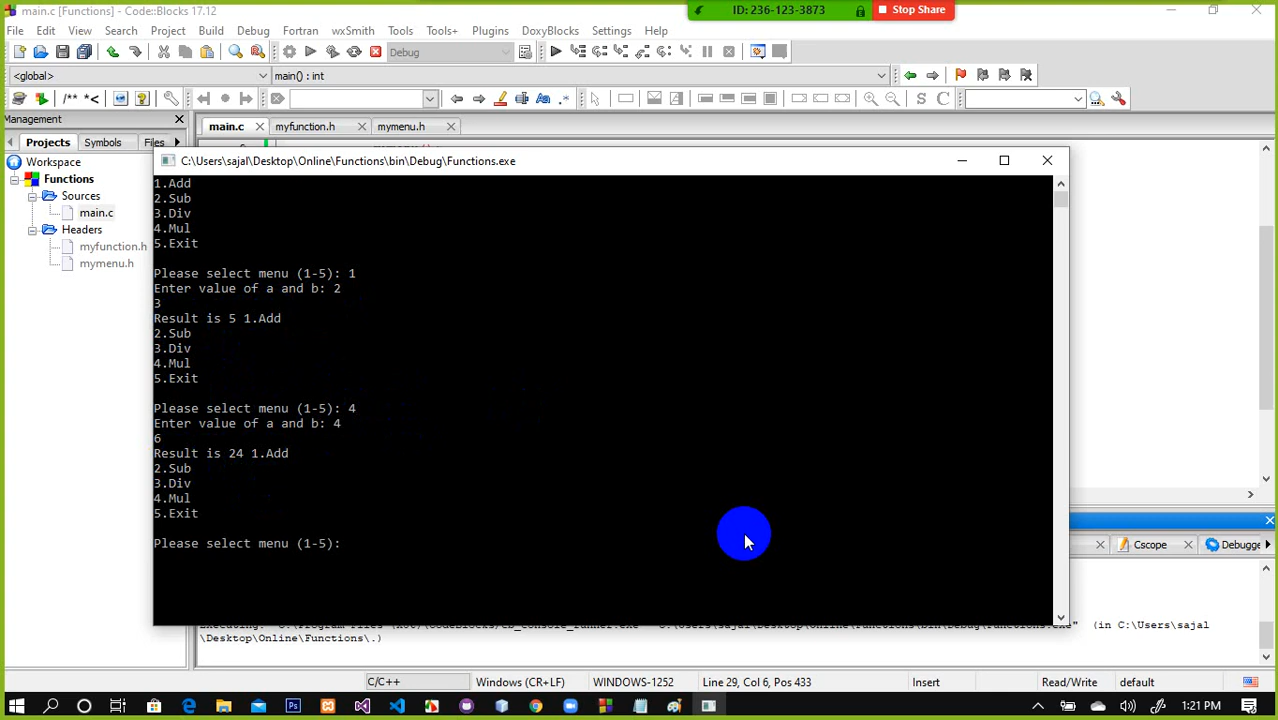 main.c [Functions] - Code::Blocks 17.12
ID: 236-123-3873
Stop Share
File Edit View Search Project Build Debug Fortran wxSmith Tools Tools+ Plugins DoxyBlocks Settings Help
Debug
<global>
main() : int
/** *<
S C
Management
main.c
myfunction.h
mymenu.h
Projects Symbols Files
Workspace
Functions
Sources
main.c
Headers
myfunction.h
mymenu.h
C:\Users\sajal\Desktop\Online\Functions\bin\Debug\Functions.exe
1.Add
2.Sub
3.Div
4.Mul
5.Exit
Please select menu (1-5): 1
Enter value of a and b: 2
3
Result is 5 1.Add
2.Sub
3.Div
4.Mul
5.Exit
Please select menu (1-5): 4
Enter value of a and b: 4
6
Result is 24 1.Add
2.Sub
3.Div
4.Mul
5.Exit
Please select menu (1-5):
Cscope
Debugge
(in C:\Users\sajal
\Desktop\Online\Functions\.)
C/C++
Windows (CR+LF)
WINDOWS-1252
Line 29, Col 6, Pos 433
Insert
Read/Write
default
1:21 PM